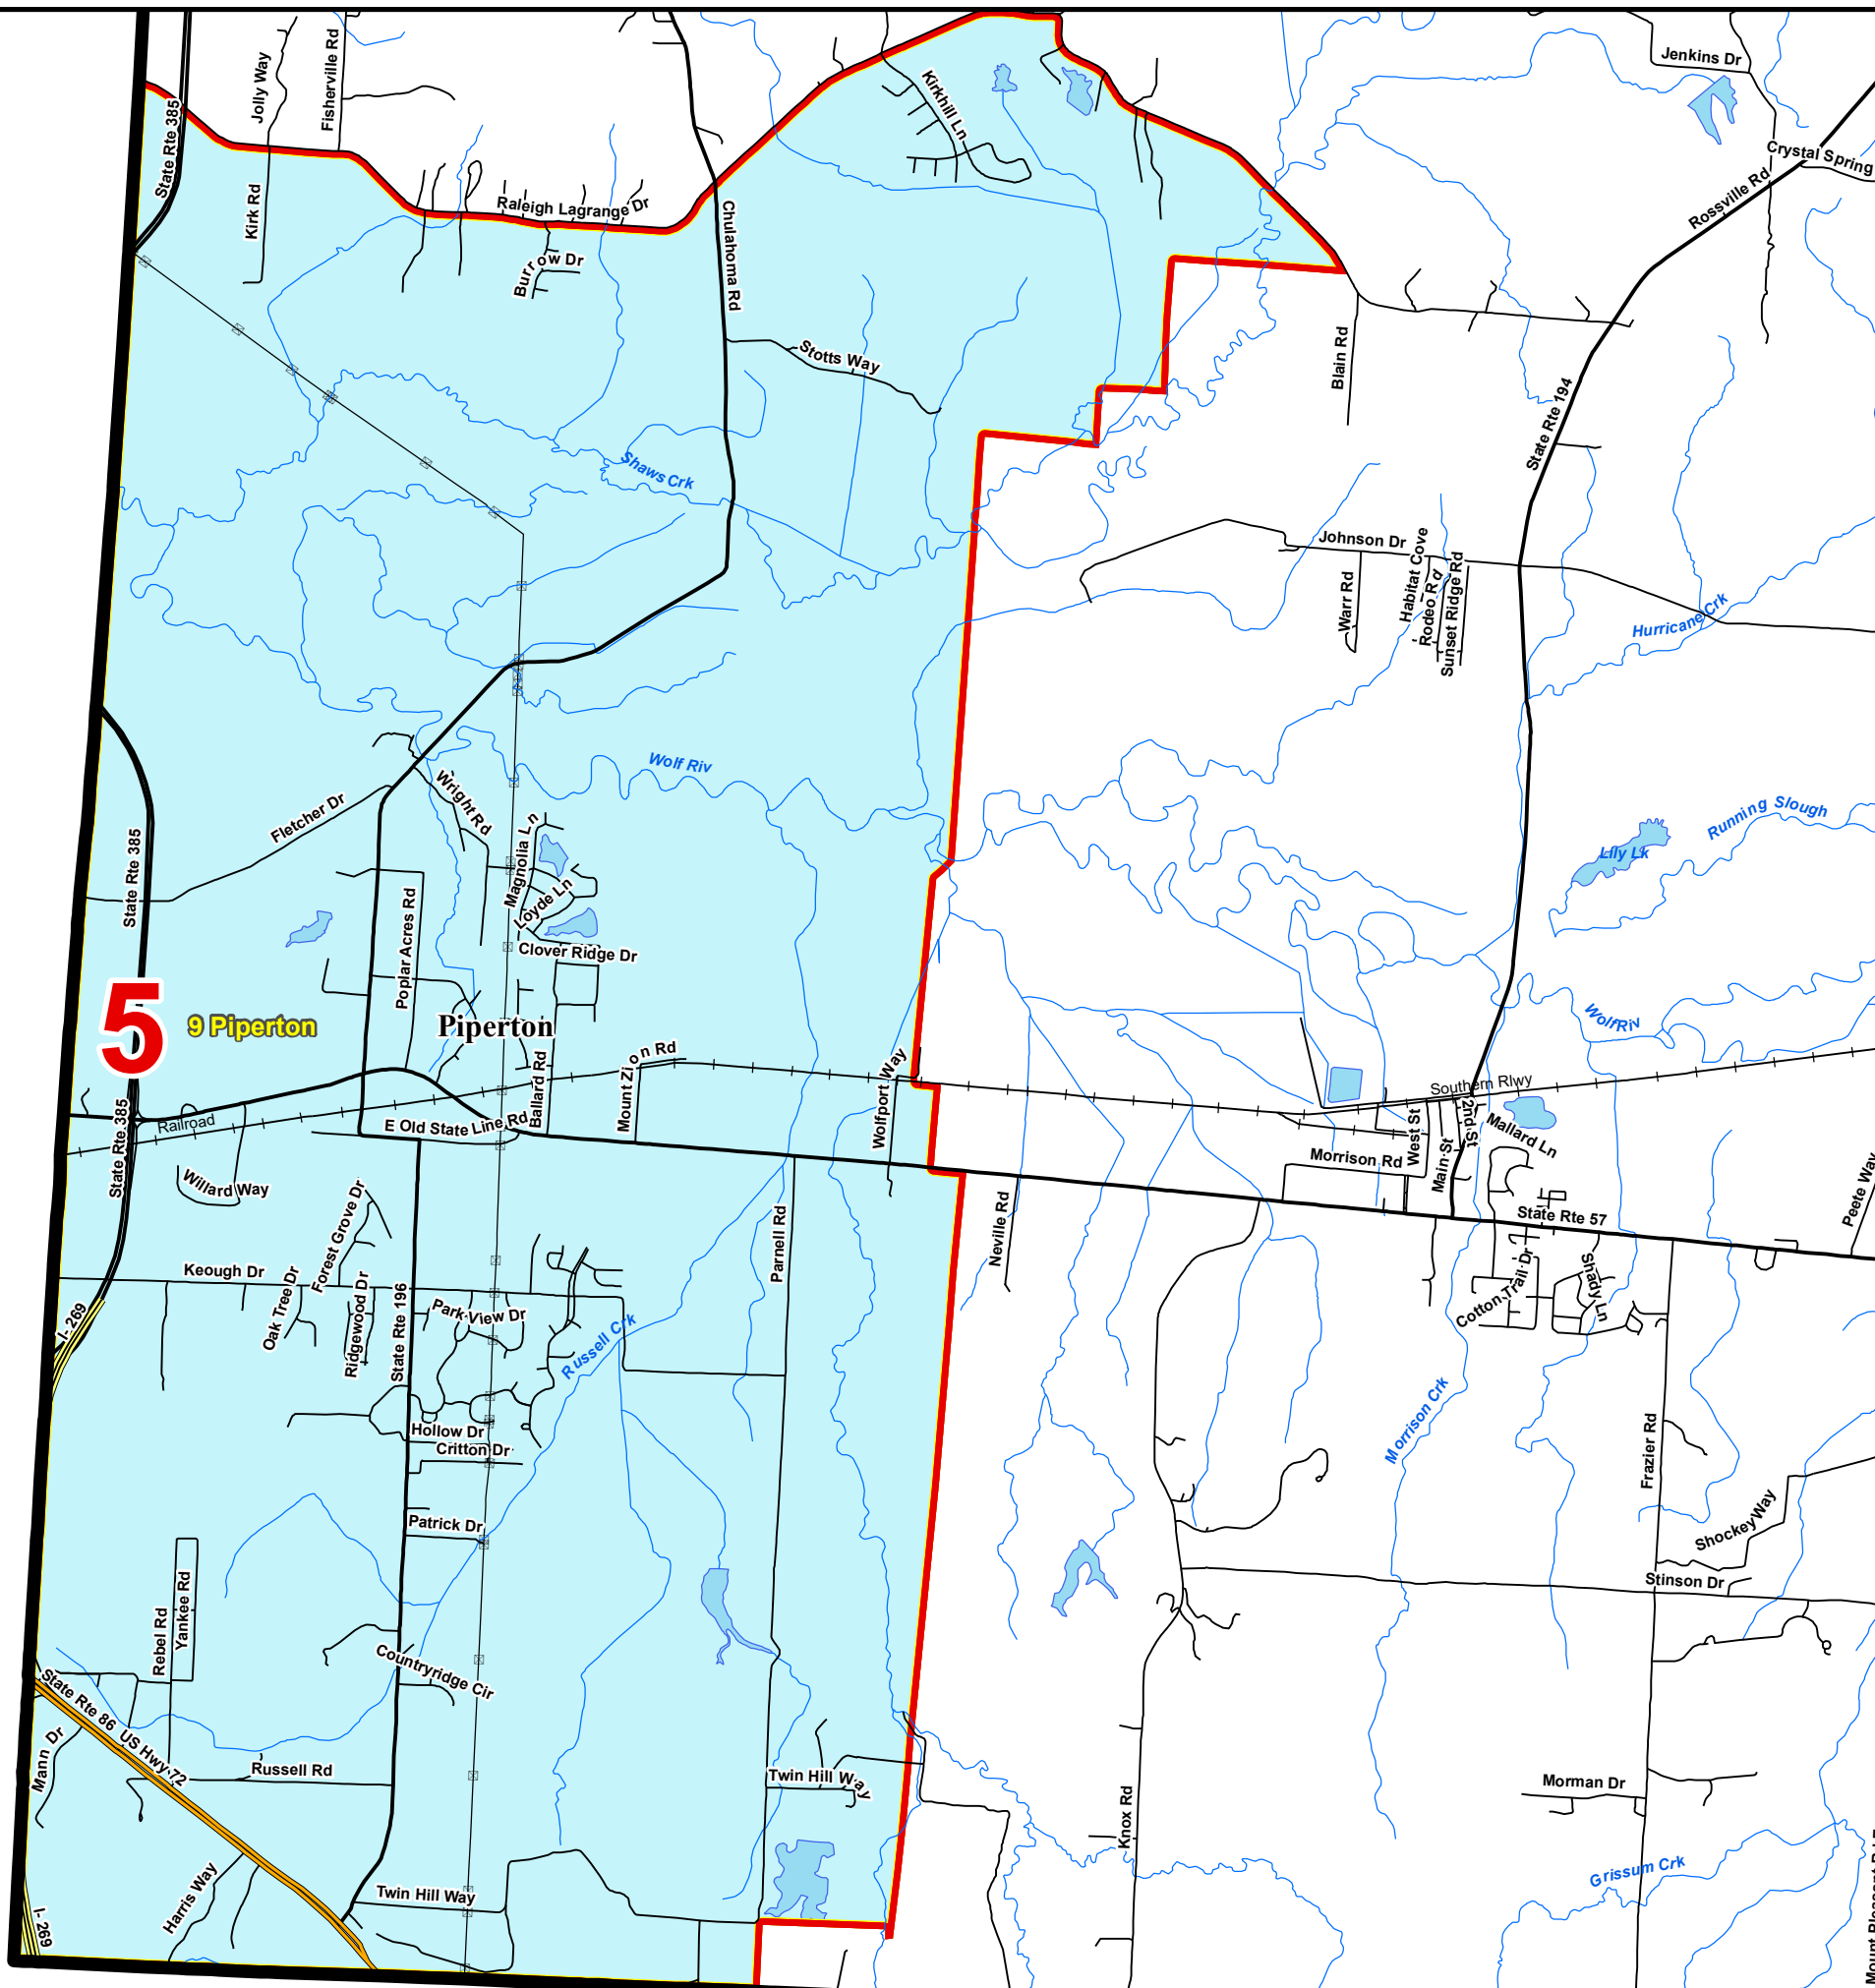 Jolly Way
Fisherville Rd
Jenkins Dr
Kirkhill Ln
State Rte 385
Crystal Spring
Rossville Rd
Kirk Rd
Raleigh Lagrange Dr
Chulahoma Rd
Burrow Dr
Stotts Way
Blain Rd
State Rte 194
Shaws Crk
Johnson Dr
Habitat Cove
Warr Rd
Rodeo Rd
Sunset Ridge Rd
Hurricane Crk
Wolf Riv
Wright Rd
Fletcher Dr
Magnolia Ln
Running Slough
Lily Lk
State Rte 385
Loyde Ln
Poplar Acres Rd
Clover Ridge Dr
5
9 Piperton
Piperton
Wolf Riv
Mount Zion Rd
Ballard Rd
Wolfport Way
Southern Rlwy
Railroad
E Old State Line Rd
West St
2nd St
Main St
Mallard Ln
State Rte 385
Morrison Rd
Willard Way
Peete Way
State Rte 57
Forest Grove Dr
Parnell Rd
Neville Rd
Keough Dr
Oak Tree Dr
Ridgewood Dr
State Rte 196
Park View Dr
Cotton Trail Dr
Shady Ln
I- 269
Russell Crk
Morrison Crk
Hollow Dr
Critton Dr
Frazier Rd
Patrick Dr
Shockey Way
Stinson Dr
Yankee Rd
Rebel Rd
Countryridge Cir
State Rte 86
US Hwy 72
Mann Dr
Russell Rd
Twin Hill Way
Morman Dr
Knox Rd
Grissum Crk
Harris Way
Twin Hill Way
I- 269